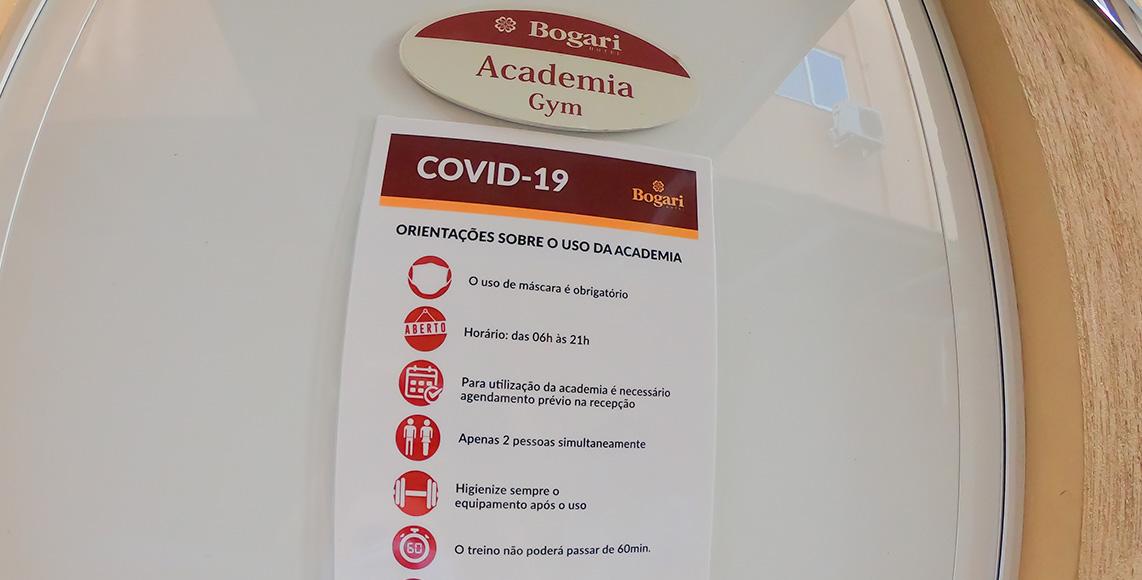 Bogari
HOTEL
Academia
Gym
COVID-19
Bogari
HOTEL
ORIENTAÇÕES SOBRE O USO DA ACADEMIA
O uso de máscara é obrigatório
ABERTO
Horário: das 06h às 21h
Para utilização da academia é necessário
agendamento prévio na recepção
Apenas 2 pessoas simultaneamente
Higienize sempre o
equipamento após o uso
60
O treino não poderá passar de 60min.